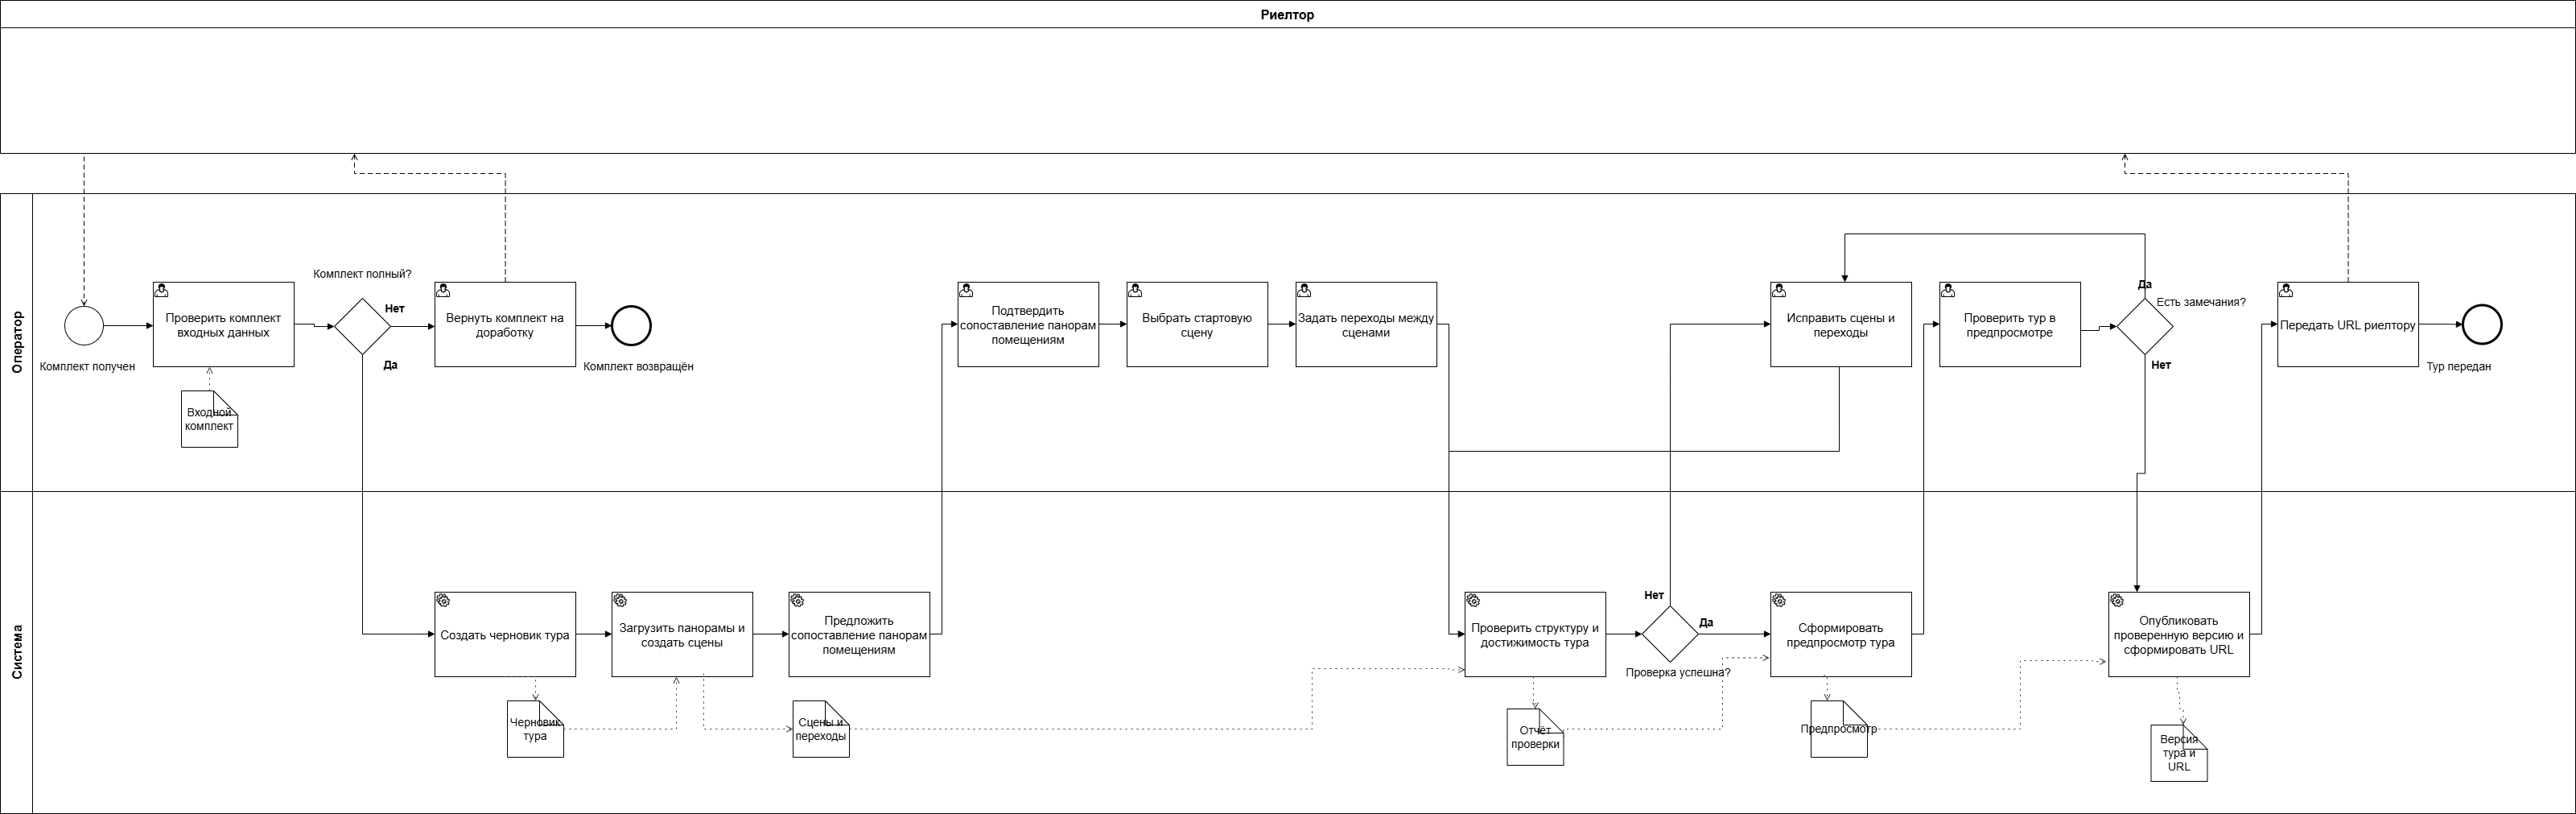 Риелтор
Оператор
Комплект получен
Проверить комплект
входных данных
Входной
комплект
Комплект полный?
Нет
Да
Вернуть комплект на
доработку
Комплект возвращён
Подтвердить
сопоставление панорам
помещениям
Выбрать стартовую
сцену
Задать переходы между
сценами
Исправить сцены и
переходы
Проверить тур в
предпросмотре
Да
Есть замечания?
Нет
Передать URL риелтору
Тур передан
Система
Создать черновик тура
Черновик
тура
Загрузить панорамы и
создать сцены
Предложить
сопоставление панорам
помещениям
Сцены и
переходы
Проверить структуру и
достижимость тура
Отчёт
проверки
Нет
Да
Проверка успешна?
Сформировать
предпросмотр тура
Предпросмотр
Опубликовать
проверенную версию и
сформировать URL
Версия
тура и
URL